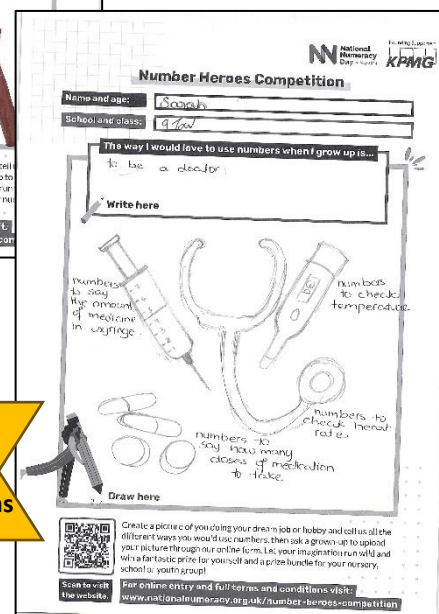 National
Numeracy
Day
KPMG
Number Heroes Competition
Name and age:
Sarah
School and class:
The way I would love to use numbers when I grow up is...
to be a doctor
Write here
numbers
to say
the amount
of medicine
in syringe
numbers
to check
temperature
numbers to
check heart
rate
numbers to
say how many
doses of medication
to take
Draw here
Create a picture of you doing your dream job or hobby and tell us all the
different ways you would use numbers, then ask a grown-up to upload
your picture through our online form. Let your imagination run wild and
win a fantastic prize for yourself and a prize bundle for your nursery,
school or youth group!
Scan to visit
the website.
For online entry and full terms and conditions visit:
www.nationalnumeracy.org.uk/number-heroes-competition